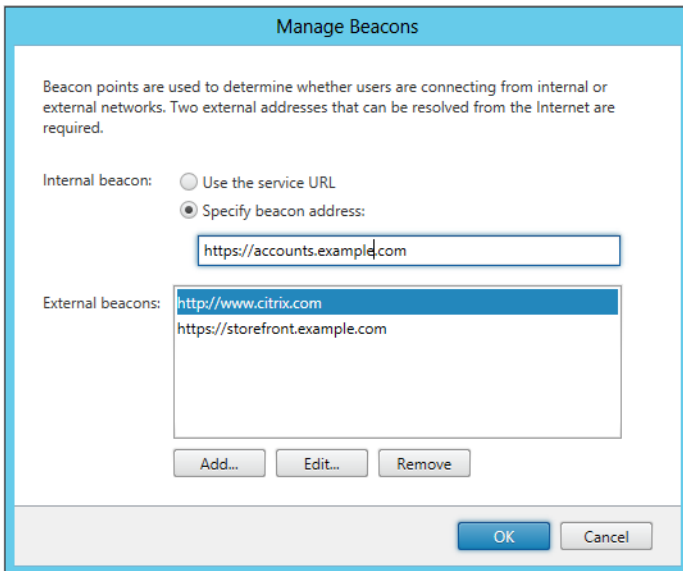 Manage Beacons
Beacon points are used to determine whether users are connecting from internal or
external networks. Two external addresses that can be resolved from the Internet are
required.
Internal beacon:
Use the service URL
Specify beacon address:
https://accounts.example.com
External beacons:
http://www.citrix.com
https://storefront.example.com
Add...
Edit...
Remove
OK
Cancel